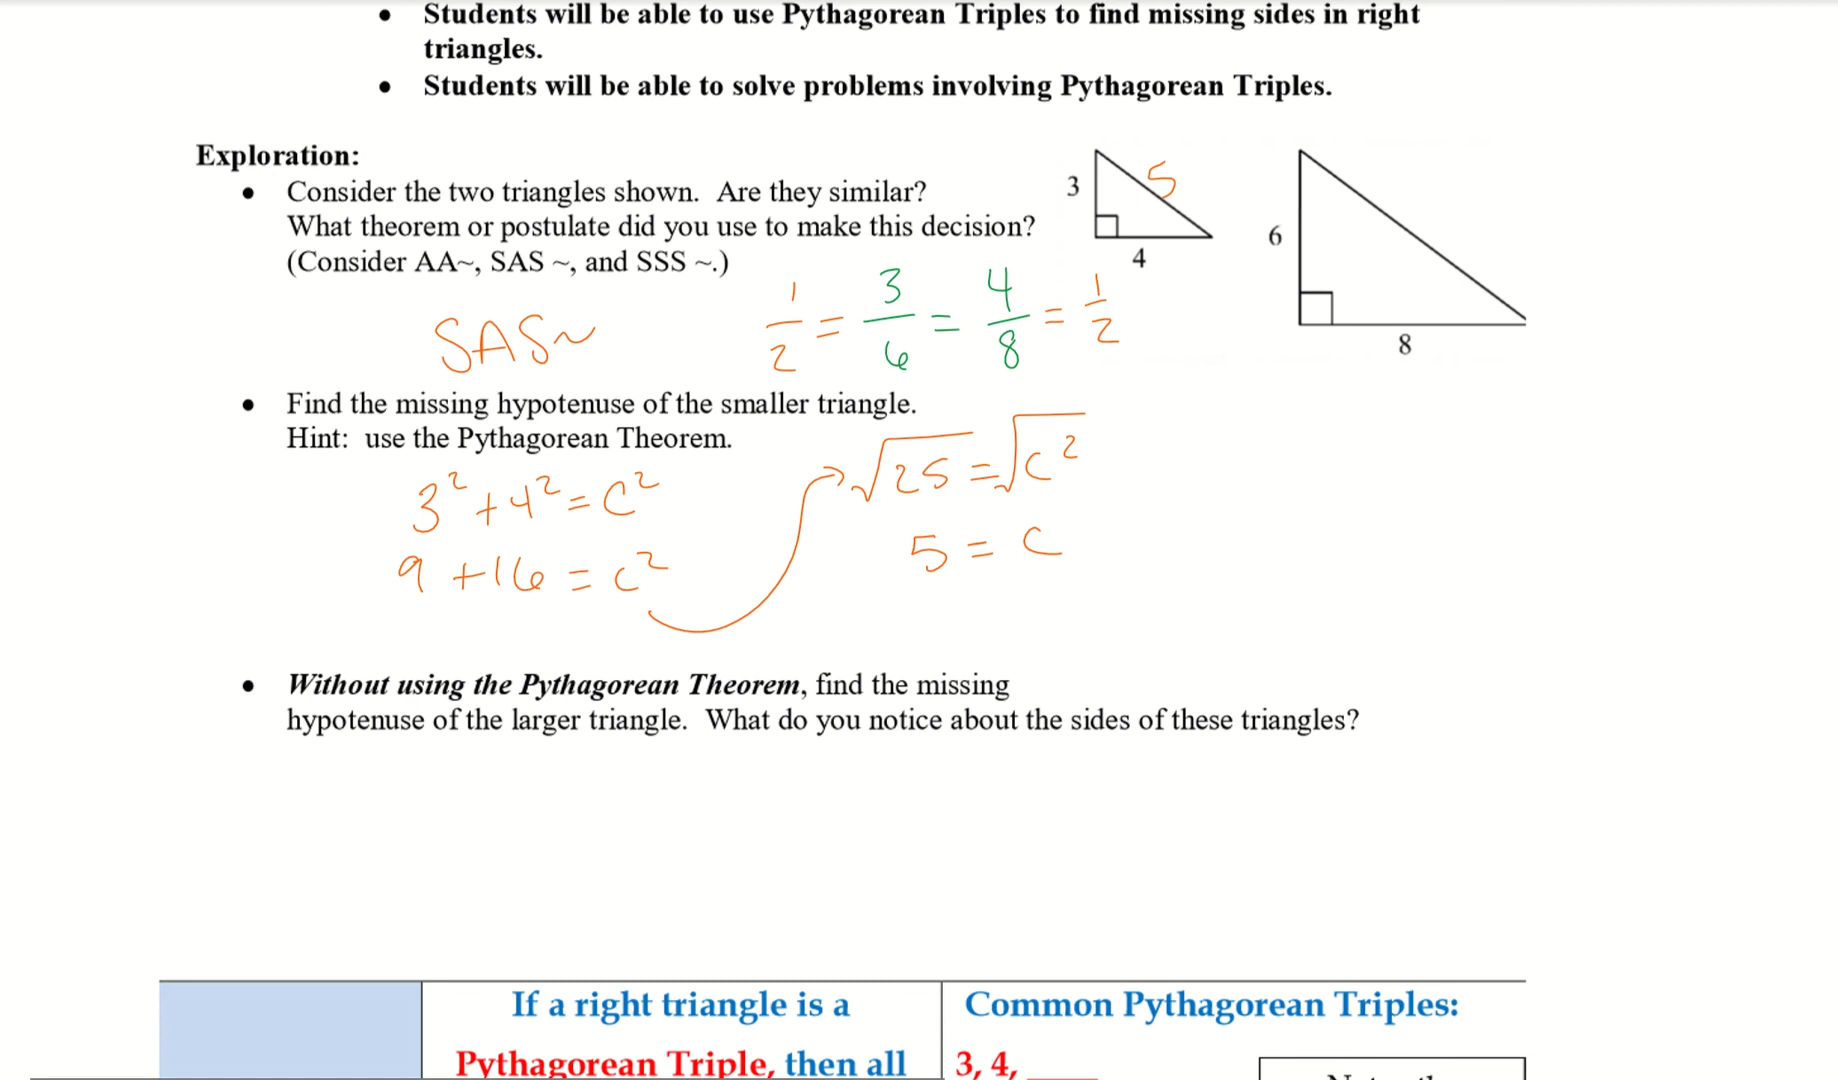 • Students will be able to use Pythagorean Triples to find missing sides in right
triangles.
• Students will be able to solve problems involving Pythagorean Triples.
Exploration:
• Consider the two triangles shown. Are they similar?
What theorem or postulate did you use to make this decision?
(Consider AA~, SAS ~, and SSS ~.)
3
5
4
6
8
SAS~
1/2 = 3/6 = 4/8 = 1/2
• Find the missing hypotenuse of the smaller triangle.
Hint: use the Pythagorean Theorem.
3² + 4² = c²
9 + 16 = c²
√25 = √c²
5 = c
• Without using the Pythagorean Theorem, find the missing
hypotenuse of the larger triangle. What do you notice about the sides of these triangles?
If a right triangle is a
Pythagorean Triple, then all
Common Pythagorean Triples:
3, 4, ____